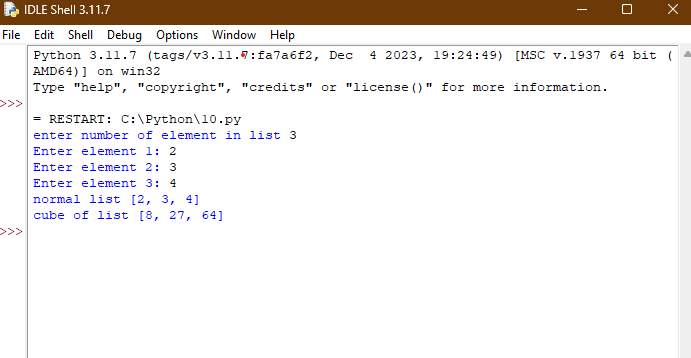 IDLE Shell 3.11.7
File Edit Shell Debug Options Window Help
Python 3.11.7 (tags/v3.11.7:fa7a6f2, Dec  4 2023, 19:24:49) [MSC v.1937 64 bit (
AMD64)] on win32
Type "help", "copyright", "credits" or "license()" for more information.
>>>
= RESTART: C:\Python\10.py
enter number of element in list 3
Enter element 1: 2
Enter element 2: 3
Enter element 3: 4
normal list [2, 3, 4]
cube of list [8, 27, 64]
>>>